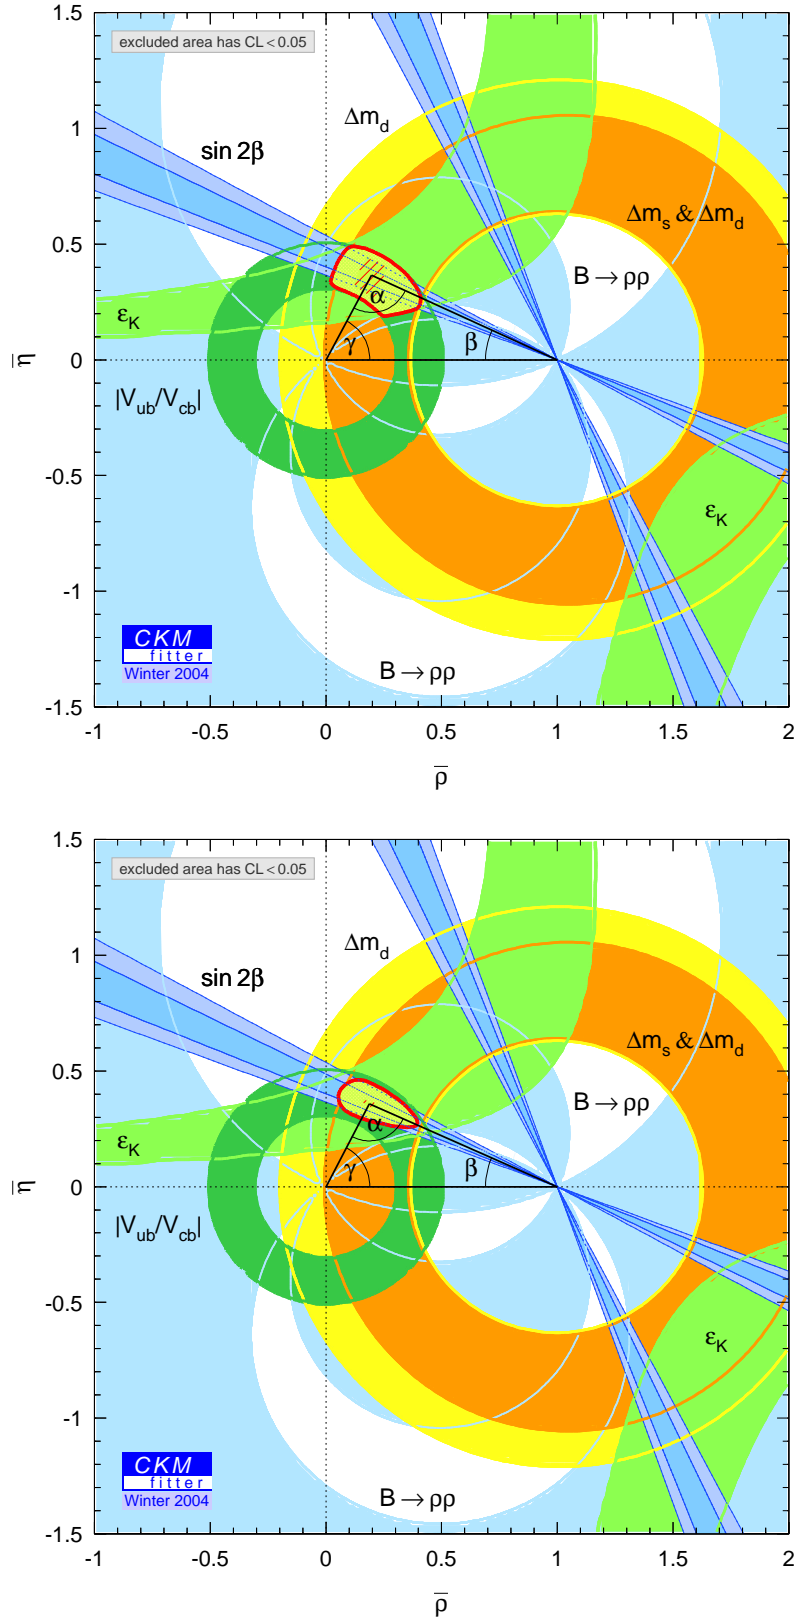 1.5
excluded area has CL < 0.05
Δm_d
1
sin 2β
Δm_s & Δm_d
0.5
B → ρρ
ε_K
α
γ
β
η̄
0
|V_ub/V_cb|
-0.5
ε_K
-1
CKM
fitter
Winter 2004
B → ρρ
-1.5
-1 -0.5 0 0.5 1 1.5 2
ρ̄
1.5
excluded area has CL < 0.05
Δm_d
1
sin 2β
Δm_s & Δm_d
0.5
B → ρρ
ε_K
α
γ
β
η̄
0
|V_ub/V_cb|
-0.5
ε_K
-1
CKM
fitter
Winter 2004
B → ρρ
-1.5
-1 -0.5 0 0.5 1 1.5 2
ρ̄